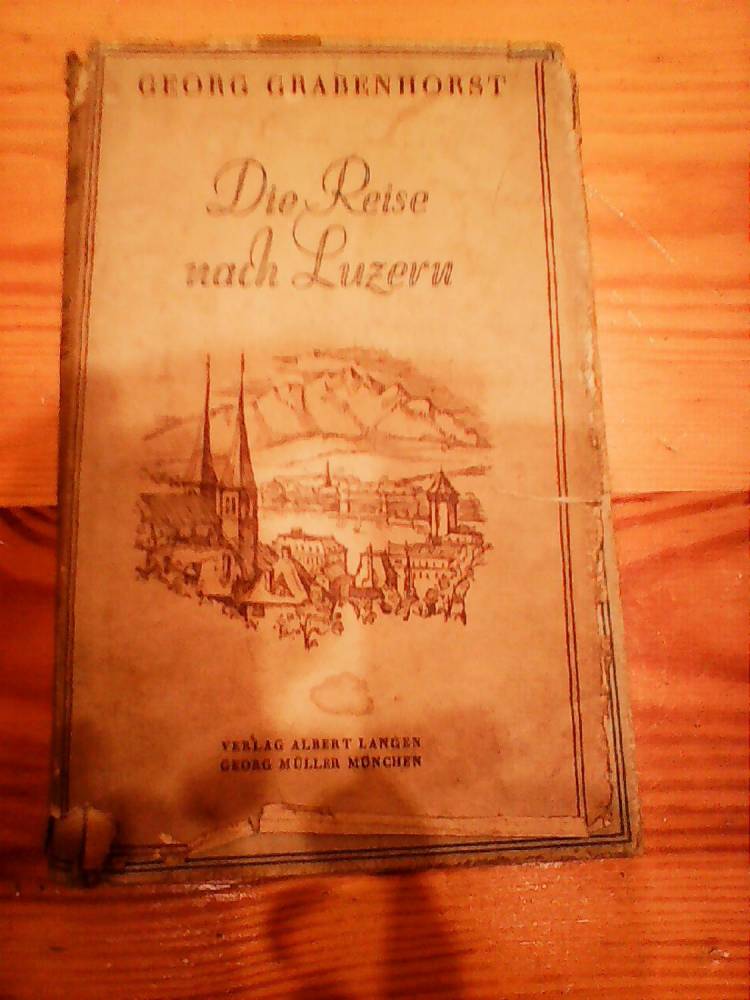 GEORG GRABENHORST
Die Reise
nach Luzern
VERLAG ALBERT LANGEN
GEORG MÜLLER MÜNCHEN